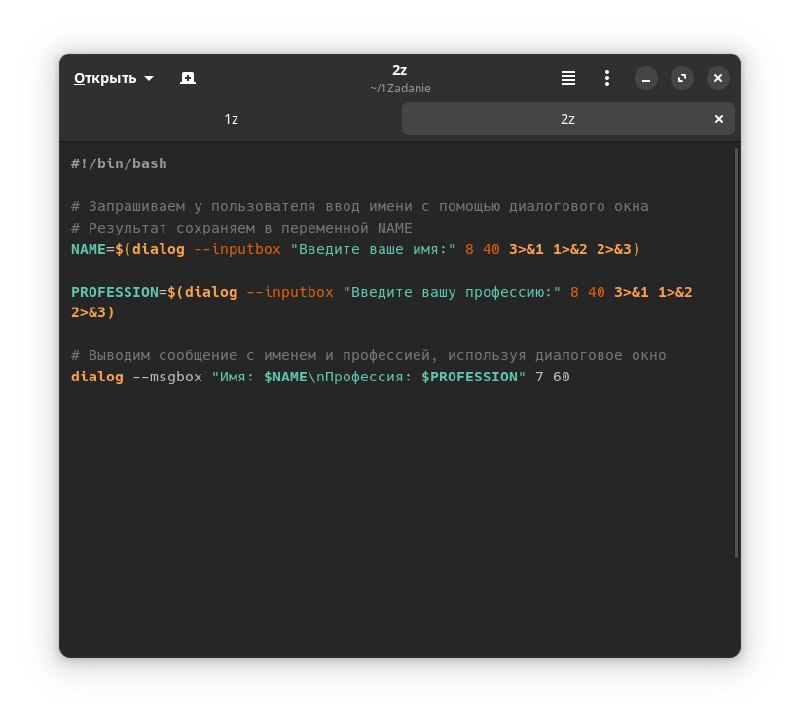 Открыть
2z
~/1Zadanie
1z
2z
#!/bin/bash
# Запрашиваем у пользователя ввод имени с помощью диалогового окна
# Результат сохраняем в переменной NAME
NAME=$(dialog --inputbox "Введите ваше имя:" 8 40 3>&1 1>&2 2>&3)
PROFESSION=$(dialog --inputbox "Введите вашу профессию:" 8 40 3>&1 1>&2
2>&3)
# Выводим сообщение с именем и профессией, используя диалоговое окно
dialog --msgbox "Имя: $NAME\nПрофессия: $PROFESSION" 7 60